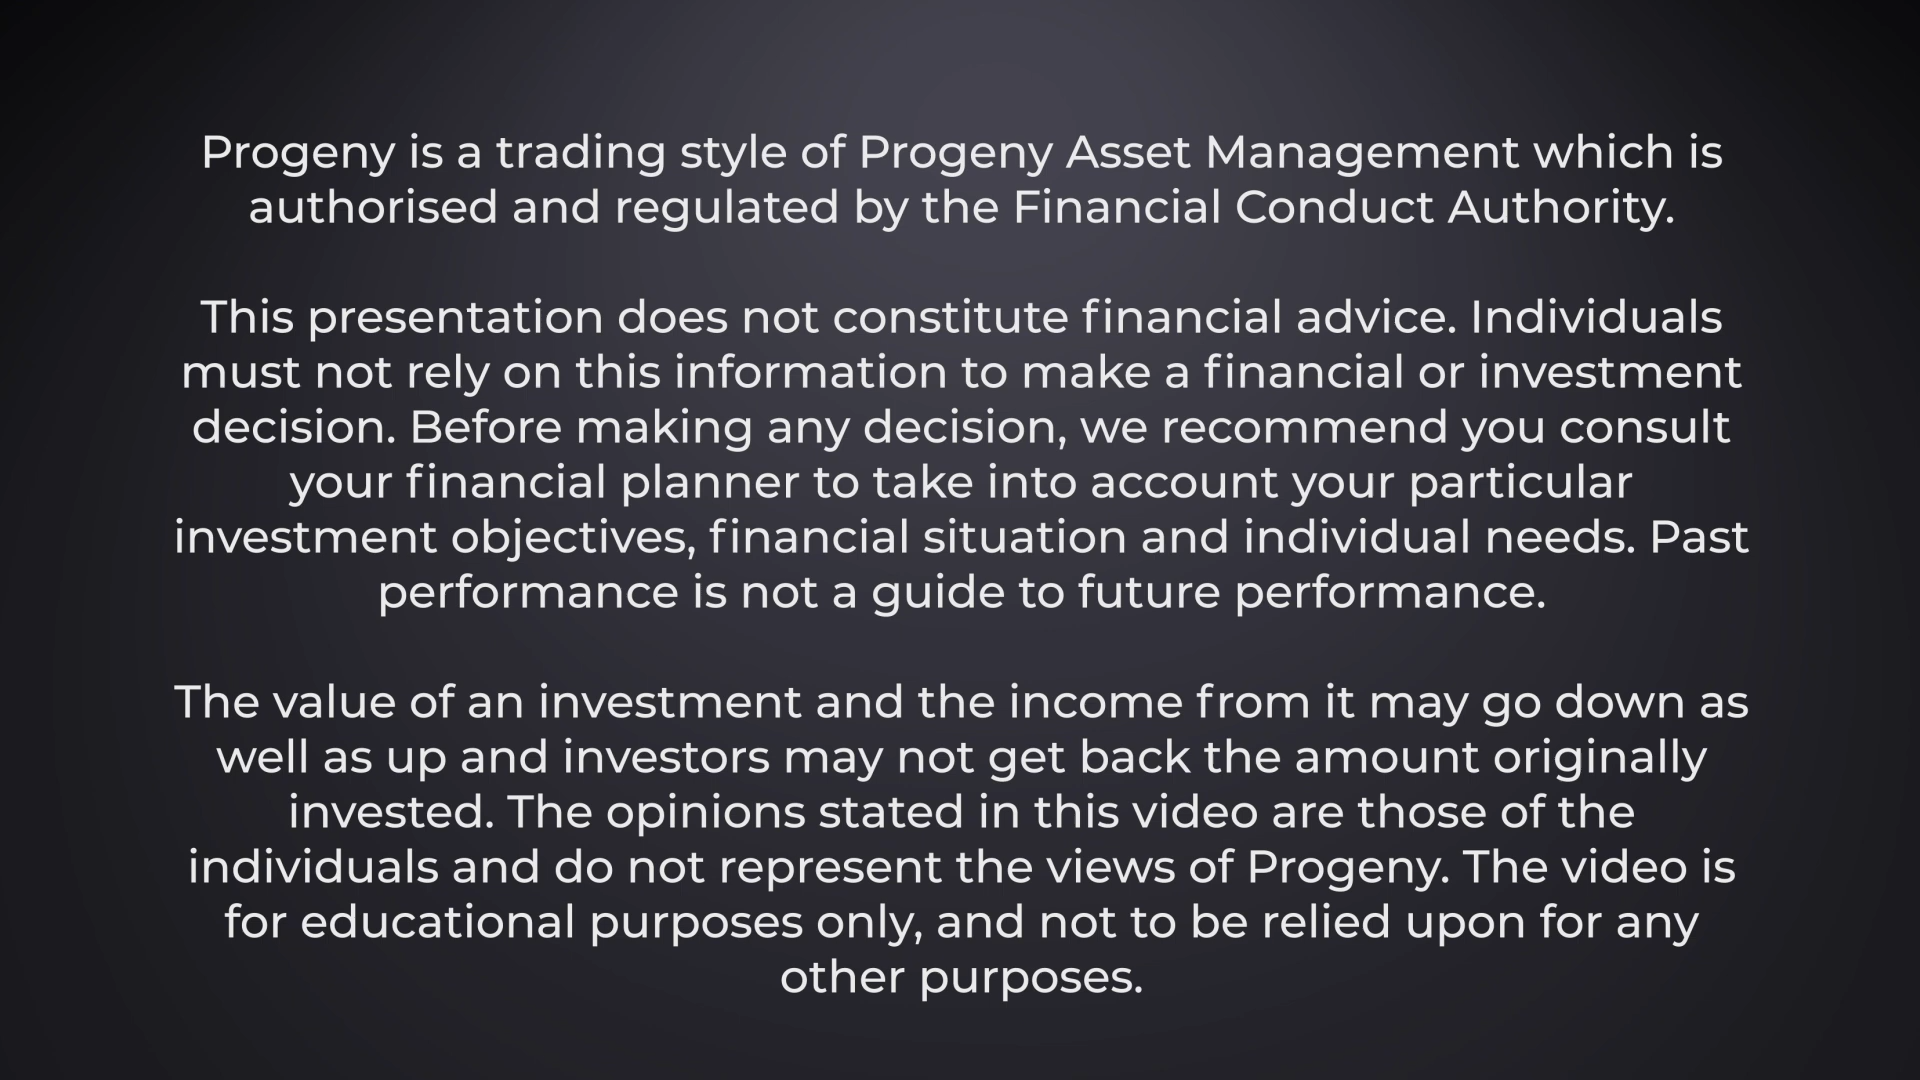 Progeny is a trading style of Progeny Asset Management which is
authorised and regulated by the Financial Conduct Authority.
This presentation does not constitute financial advice. Individuals
must not rely on this information to make a financial or investment
decision. Before making any decision, we recommend you consult
your financial planner to take into account your particular
investment objectives, financial situation and individual needs. Past
performance is not a guide to future performance.
The value of an investment and the income from it may go down as
well as up and investors may not get back the amount originally
invested. The opinions stated in this video are those of the
individuals and do not represent the views of Progeny. The video is
for educational purposes only, and not to be relied upon for any
other purposes.